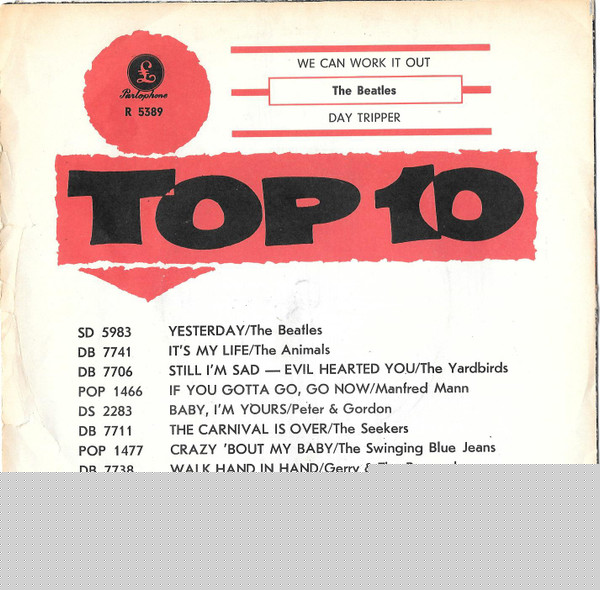 £
Parlophone
R 5389
WE CAN WORK IT OUT
The Beatles
DAY TRIPPER
TOP 10
SD 5983 YESTERDAY/The Beatles
DB 7741 IT'S MY LIFE/The Animals
DB 7706 STILL I'M SAD — EVIL HEARTED YOU/The Yardbirds
POP 1466 IF YOU GOTTA GO, GO NOW/Manfred Mann
DS 2283 BABY, I'M YOURS/Peter & Gordon
DB 7711 THE CARNIVAL IS OVER/The Seekers
POP 1477 CRAZY 'BOUT MY BABY/The Swinging Blue Jeans
DB 7738 WALK HAND IN HAND/Gerry & The